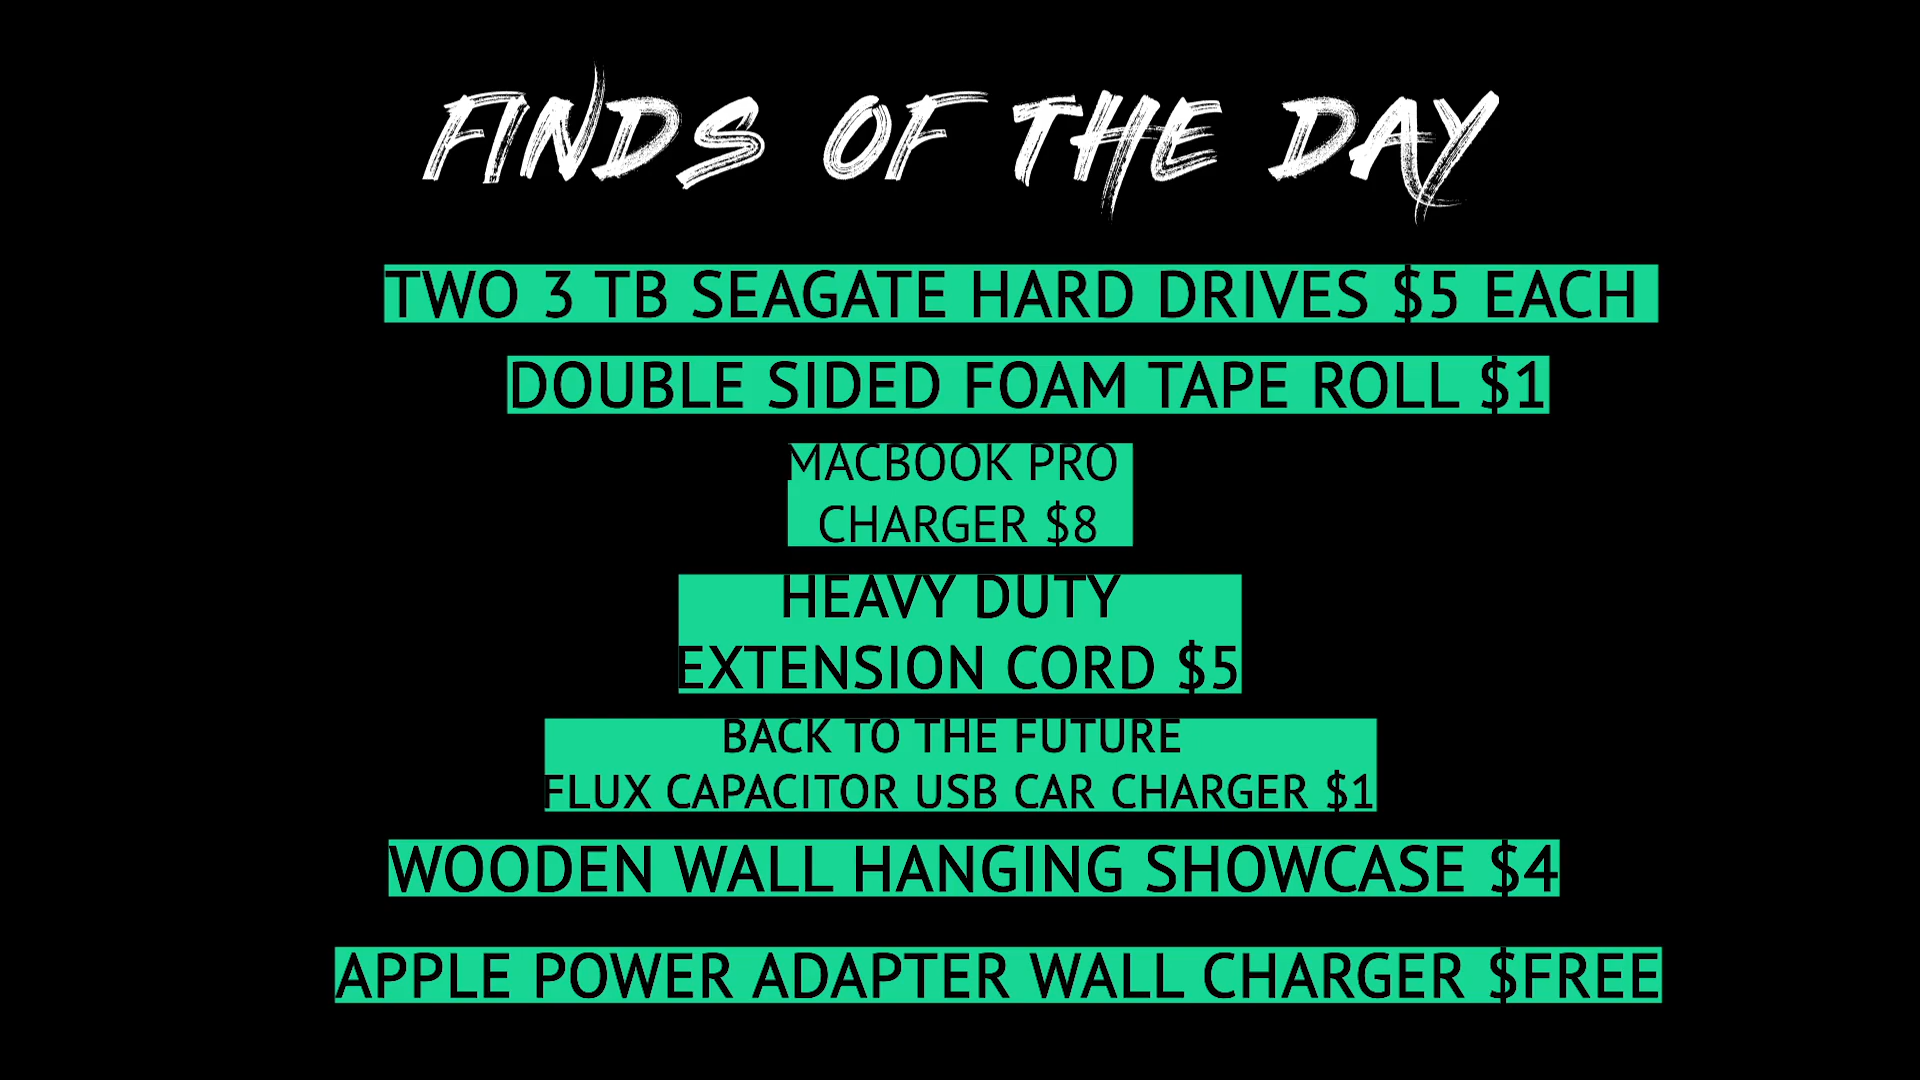 FINDS OF THE DAY
TWO 3 TB SEAGATE HARD DRIVES $5 EACH
DOUBLE SIDED FOAM TAPE ROLL $1
MACBOOK PRO
CHARGER $8
HEAVY DUTY
EXTENSION CORD $5
BACK TO THE FUTURE
FLUX CAPACITOR USB CAR CHARGER $1
WOODEN WALL HANGING SHOWCASE $4
APPLE POWER ADAPTER WALL CHARGER $FREE